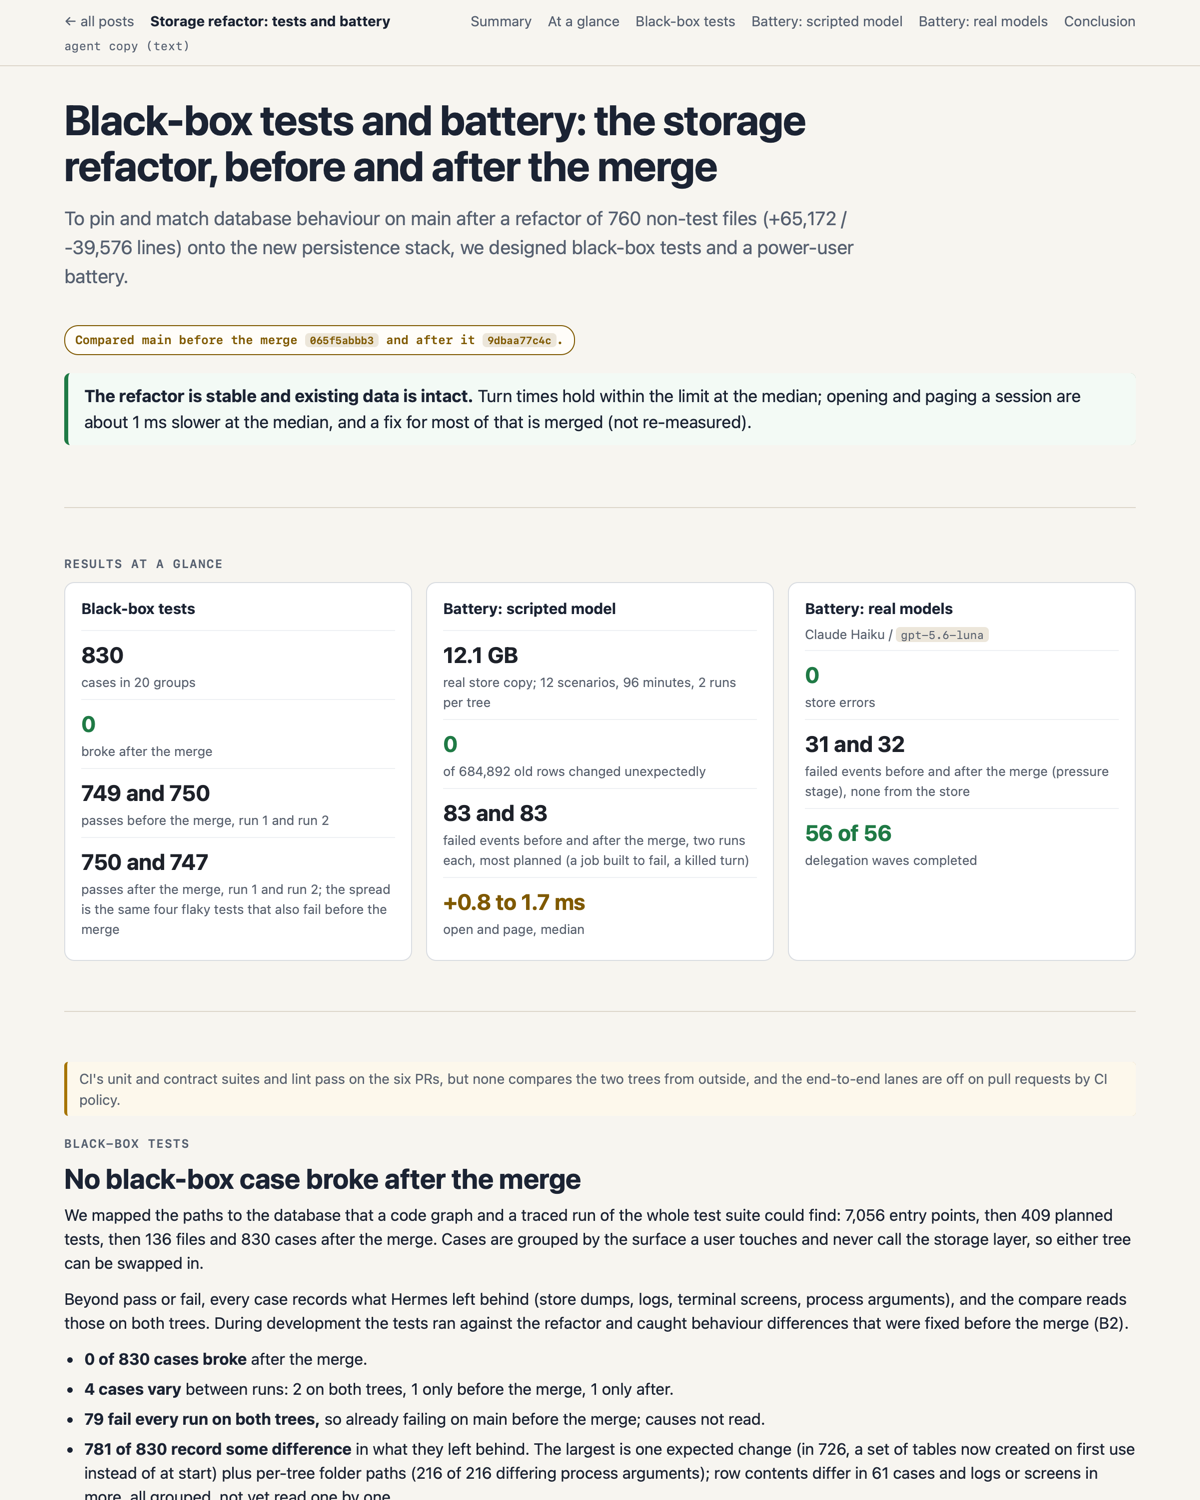 ← all posts Storage refactor: tests and battery Summary At a glance Black-box tests Battery: scripted model Battery: real models Conclusion
agent copy (text)
Black-box tests and battery: the storage
refactor, before and after the merge
To pin and match database behaviour on main after a refactor of 760 non-test files (+65,172 /
-39,576 lines) onto the new persistence stack, we designed black-box tests and a power-user
battery.
Compared main before the merge 065f5abbb3 and after it 9dbaa77c4c.
The refactor is stable and existing data is intact. Turn times hold within the limit at the median; opening and paging a session are
about 1 ms slower at the median, and a fix for most of that is merged (not re-measured).
RESULTS AT A GLANCE
Black-box tests
830
cases in 20 groups
0
broke after the merge
749 and 750
passes before the merge, run 1 and run 2
750 and 747
passes after the merge, run 1 and run 2; the spread
is the same four flaky tests that also fail before the
merge
Battery: scripted model
12.1 GB
real store copy; 12 scenarios, 96 minutes, 2 runs
per tree
0
of 684,892 old rows changed unexpectedly
83 and 83
failed events before and after the merge, two runs
each, most planned (a job built to fail, a killed turn)
+0.8 to 1.7 ms
open and page, median
Battery: real models
Claude Haiku / gpt-5.6-luna
0
store errors
31 and 32
failed events before and after the merge (pressure
stage), none from the store
56 of 56
delegation waves completed
CI's unit and contract suites and lint pass on the six PRs, but none compares the two trees from outside, and the end-to-end lanes are off on pull requests by CI
policy.
BLACK-BOX TESTS
No black-box case broke after the merge
We mapped the paths to the database that a code graph and a traced run of the whole test suite could find: 7,056 entry points, then 409 planned
tests, then 136 files and 830 cases after the merge. Cases are grouped by the surface a user touches and never call the storage layer, so either tree
can be swapped in.
Beyond pass or fail, every case records what Hermes left behind (store dumps, logs, terminal screens, process arguments), and the compare reads
those on both trees. During development the tests ran against the refactor and caught behaviour differences that were fixed before the merge (B2).
• 0 of 830 cases broke after the merge.
• 4 cases vary between runs: 2 on both trees, 1 only before the merge, 1 only after.
• 79 fail every run on both trees, so already failing on main before the merge; causes not read.
• 781 of 830 record some difference in what they left behind. The largest is one expected change (in 726, a set of tables now created on first use
instead of at start) plus per-tree folder paths (216 of 216 differing process arguments); row contents differ in 61 cases and logs or screens in
more, all grouped, not yet read one by one.